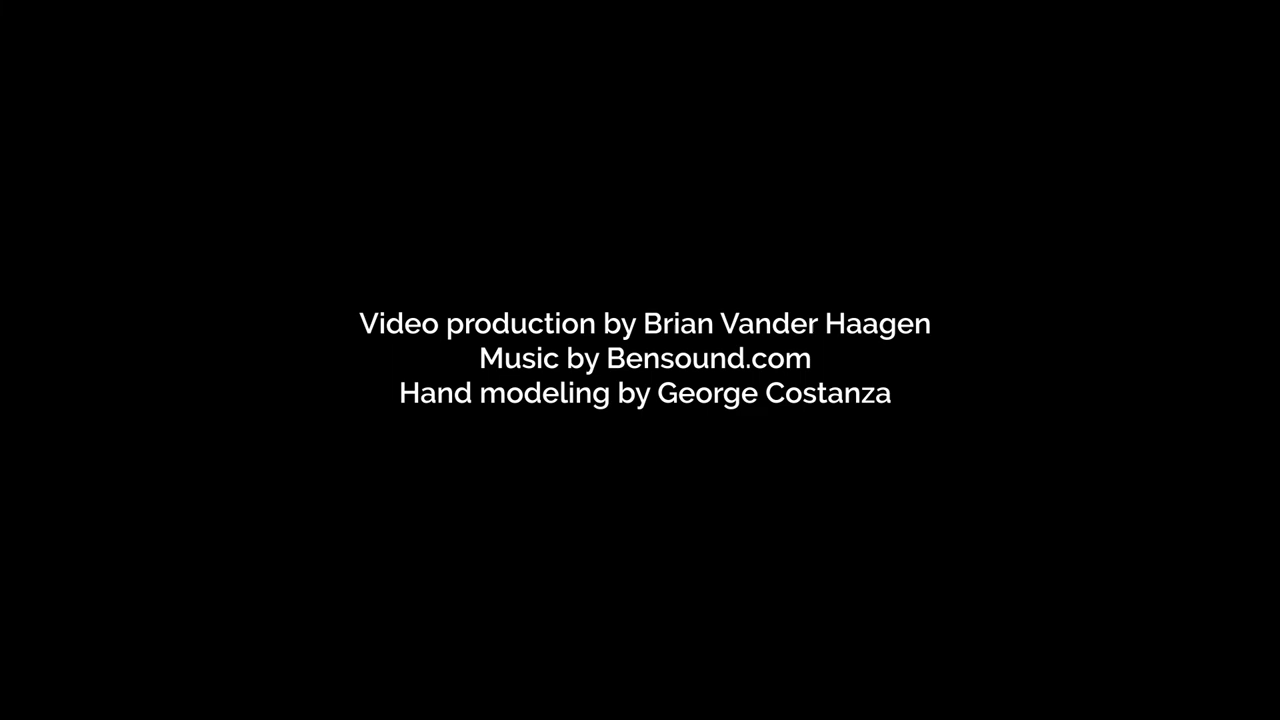 Video production by Brian Vander Haagen
Music by Bensound.com
Hand modeling by George Costanza